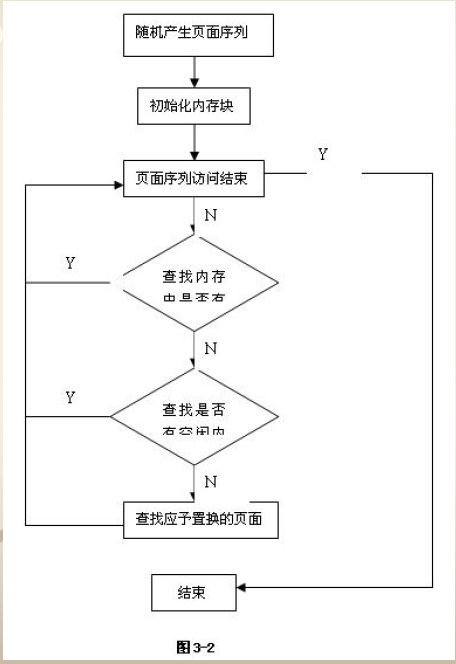 随机产生页面序列
初始化内存块
页面序列访问结束
Y
N
Y
查找内存
中是否有
N
Y
查找是否
有空闲内
N
查找应予置换的页面
结束
图3-2